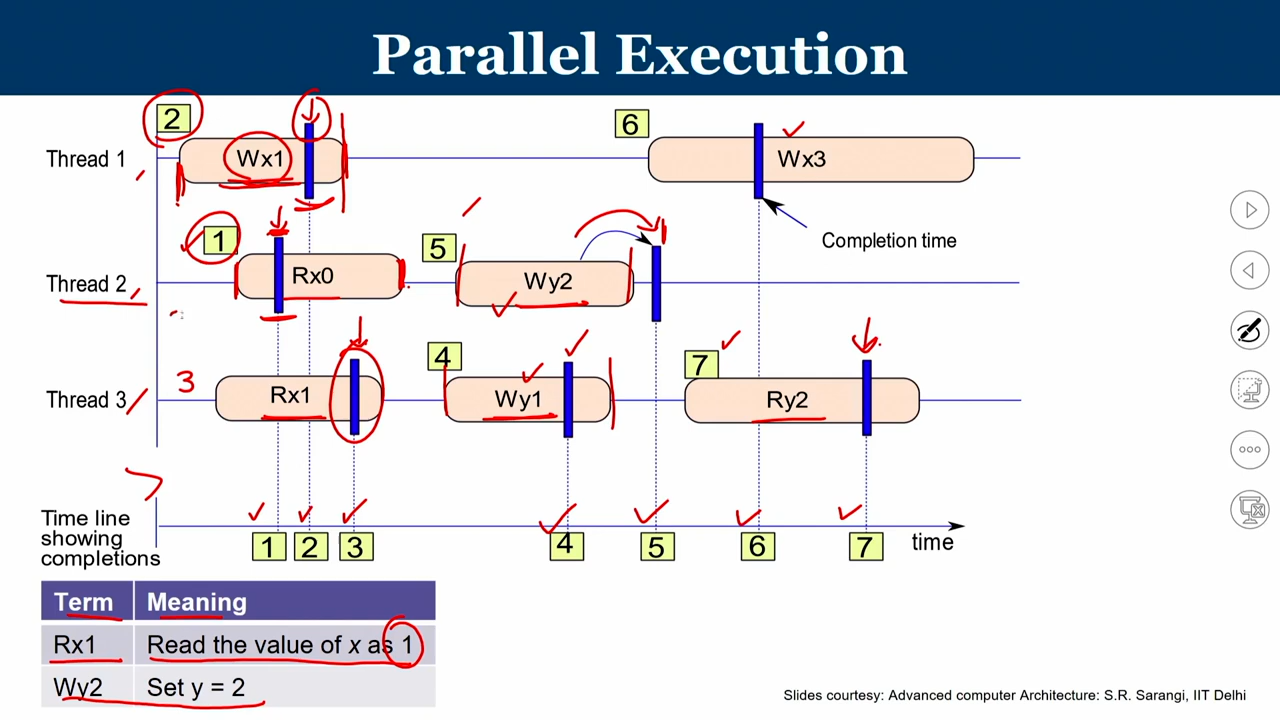 Parallel Execution
2
6
Thread 1
Wx1
Wx3
1
5
Completion time
Thread 2
Rx0
Wy2
4
7
3
Thread 3
Rx1
Wy1
Ry2
Time line
showing
completions
1 2 3 4 5 6 7 time
Term Meaning
Rx1 Read the value of x as 1
Wy2 Set y = 2
Slides courtesy: Advanced computer Architecture: S.R. Sarangi, IIT Delhi